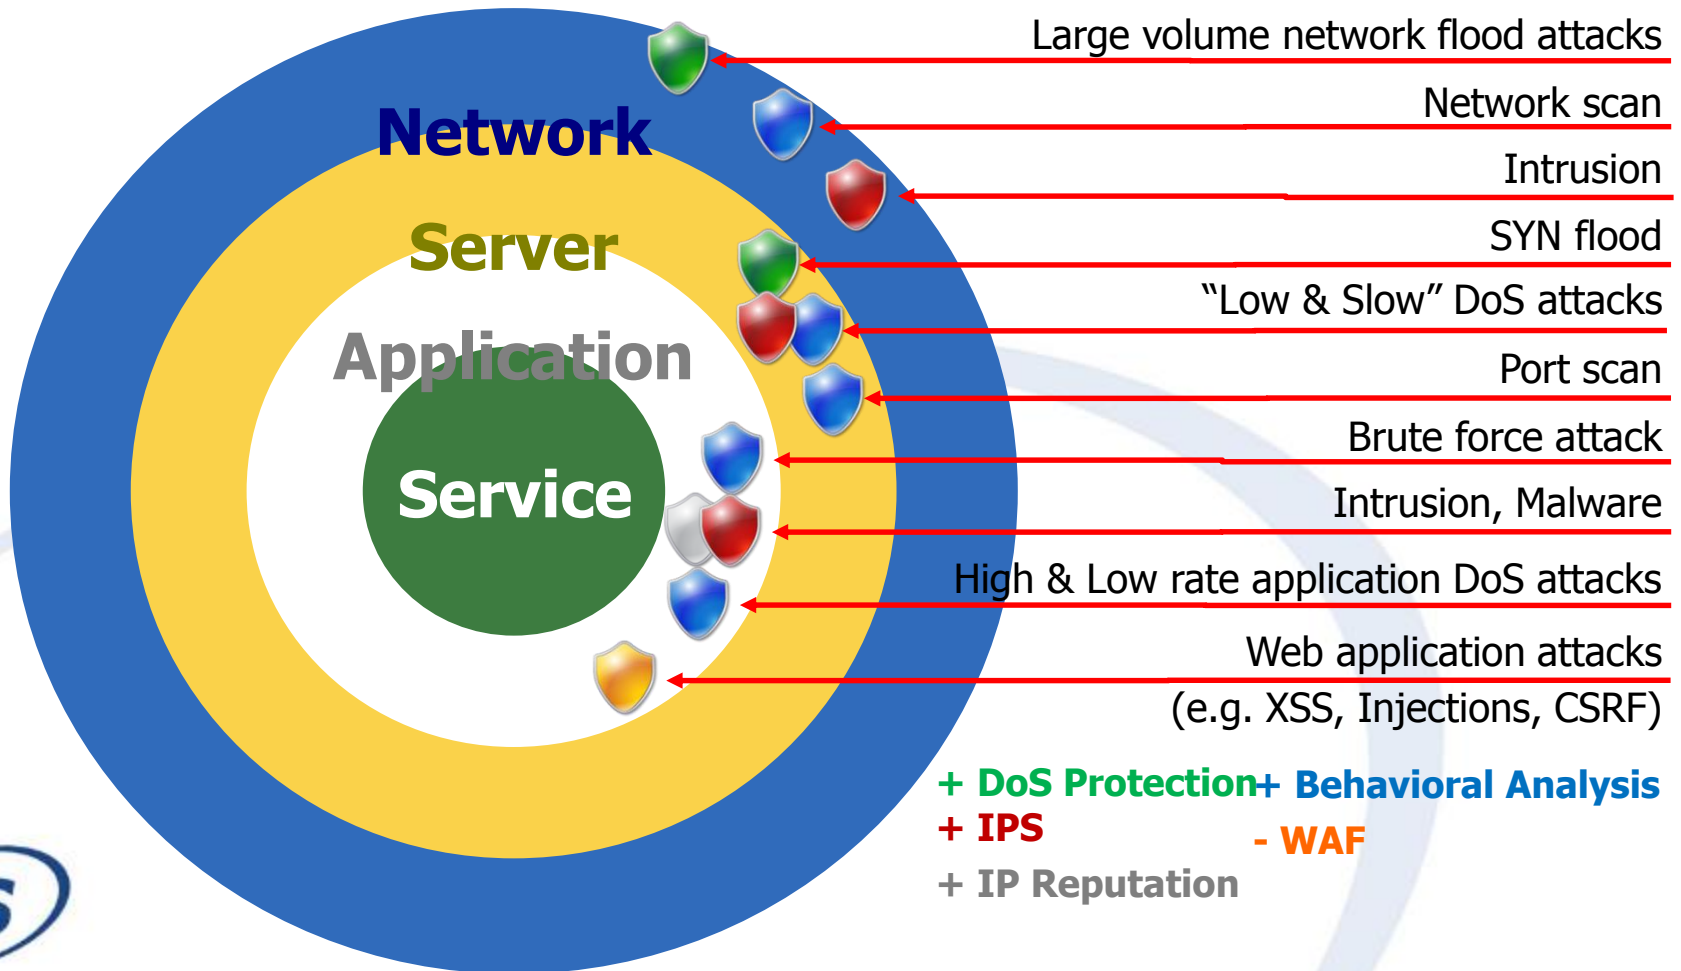 Large volume network flood attacks
Network scan
Network
Intrusion
Server
SYN flood
“Low & Slow” DoS attacks
Application
Port scan
Brute force attack
Service
Intrusion, Malware
High & Low rate application DoS attacks
Web application attacks
(e.g. XSS, Injections, CSRF)
+ DoS Protection
+ Behavioral Analysis
+ IPS
- WAF
+ IP Reputation
S